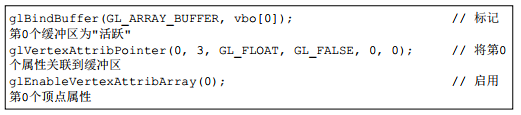 glBindBuffer(GL_ARRAY_BUFFER, vbo[0]); // 标记
第0个缓冲区为"活跃"
glVertexAttribPointer(0, 3, GL_FLOAT, GL_FALSE, 0, 0); // 将第0
个属性关联到缓冲区
glEnableVertexAttribArray(0); // 启用
第0个顶点属性